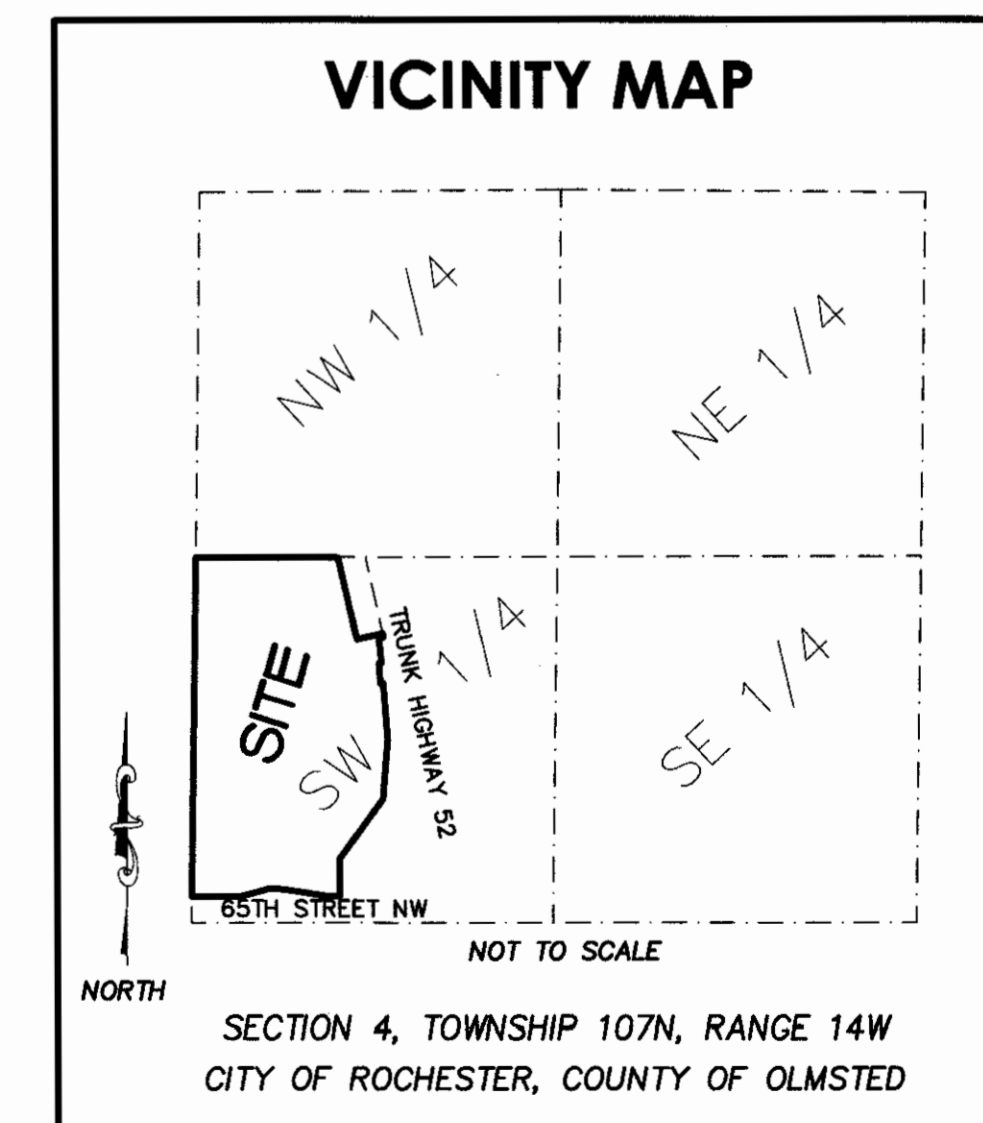 VICINITY MAP
NW 1/4
NE 1/4
SITE
SW 1/4
TRUNK HIGHWAY 52
SE 1/4
65TH STREET NW
NOT TO SCALE
NORTH
SECTION 4, TOWNSHIP 107N, RANGE 14W
CITY OF ROCHESTER, COUNTY OF OLMSTED